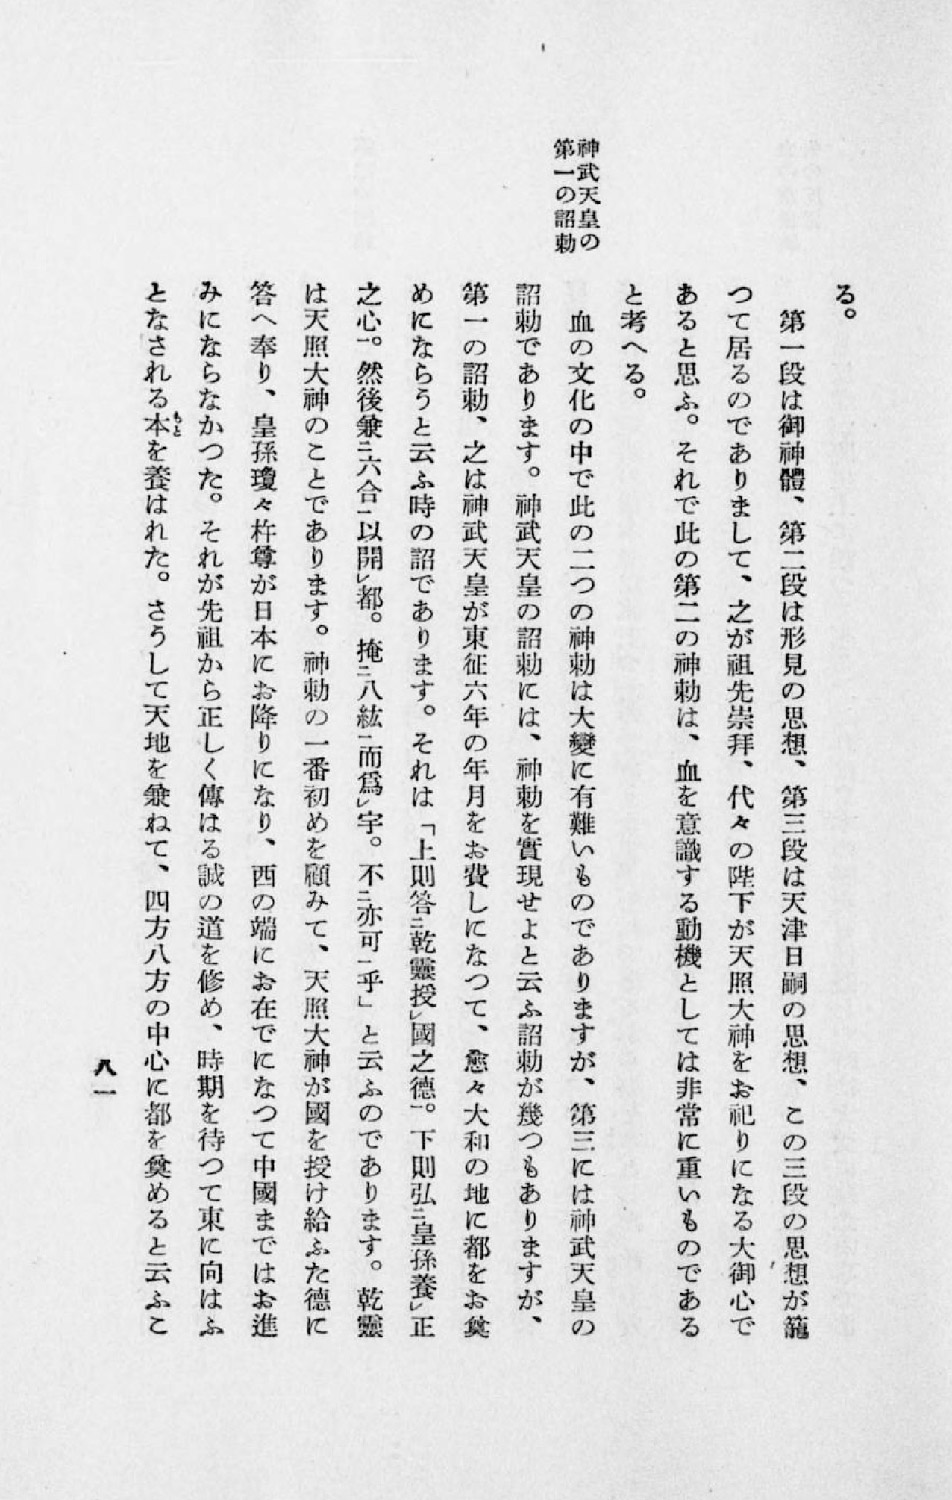 る。
第一段は御神體、第二段は形見の思想、第三段は天津日嗣の思想、この三段の思想が籠
つて居るのでありまして、之が祖先崇拜、代々の陛下が天照大神をお祀りになる大御心で
あると思ふ。それで此の第二の神勅は、血を意識する動機としては非常に重いものである
と考へる。
神武天皇の
第一の詔勅
血の文化の中で此の二つの神勅は大變に有難いものでありますが、第三には神武天皇の
詔勅であります。神武天皇の詔勅には、神勅を實現せよと云ふ詔勅が幾つもありますが、
第一の詔勅、之は神武天皇が東征六年の年月をお費しになつて、愈々大和の地に都をお奠
めにならうと云ふ時の詔であります。それは「上則答㆓乾靈授㆑國之德㆒。下則弘㆓皇孫養㆑正
之心㆒。然後兼㆓六合㆒以開㆑都。掩㆓八紘㆒而爲㆑宇。不㆓亦可㆒乎」と云ふのであります。乾靈
は天照大神のことであります。神勅の一番初めを顧みて、天照大神が國を授け給ふた德に
答へ奉り、皇孫瓊々杵尊が日本にお降りになり、西の端にお在でになつて中國まではお進
みにならなかつた。それが先祖から正しく傳はる誠の道を修め、時期を待つて東に向はふ
となされる本もとを養はれた。さうして天地を兼ねて、四方八方の中心に都を奠めると云ふこ
八一